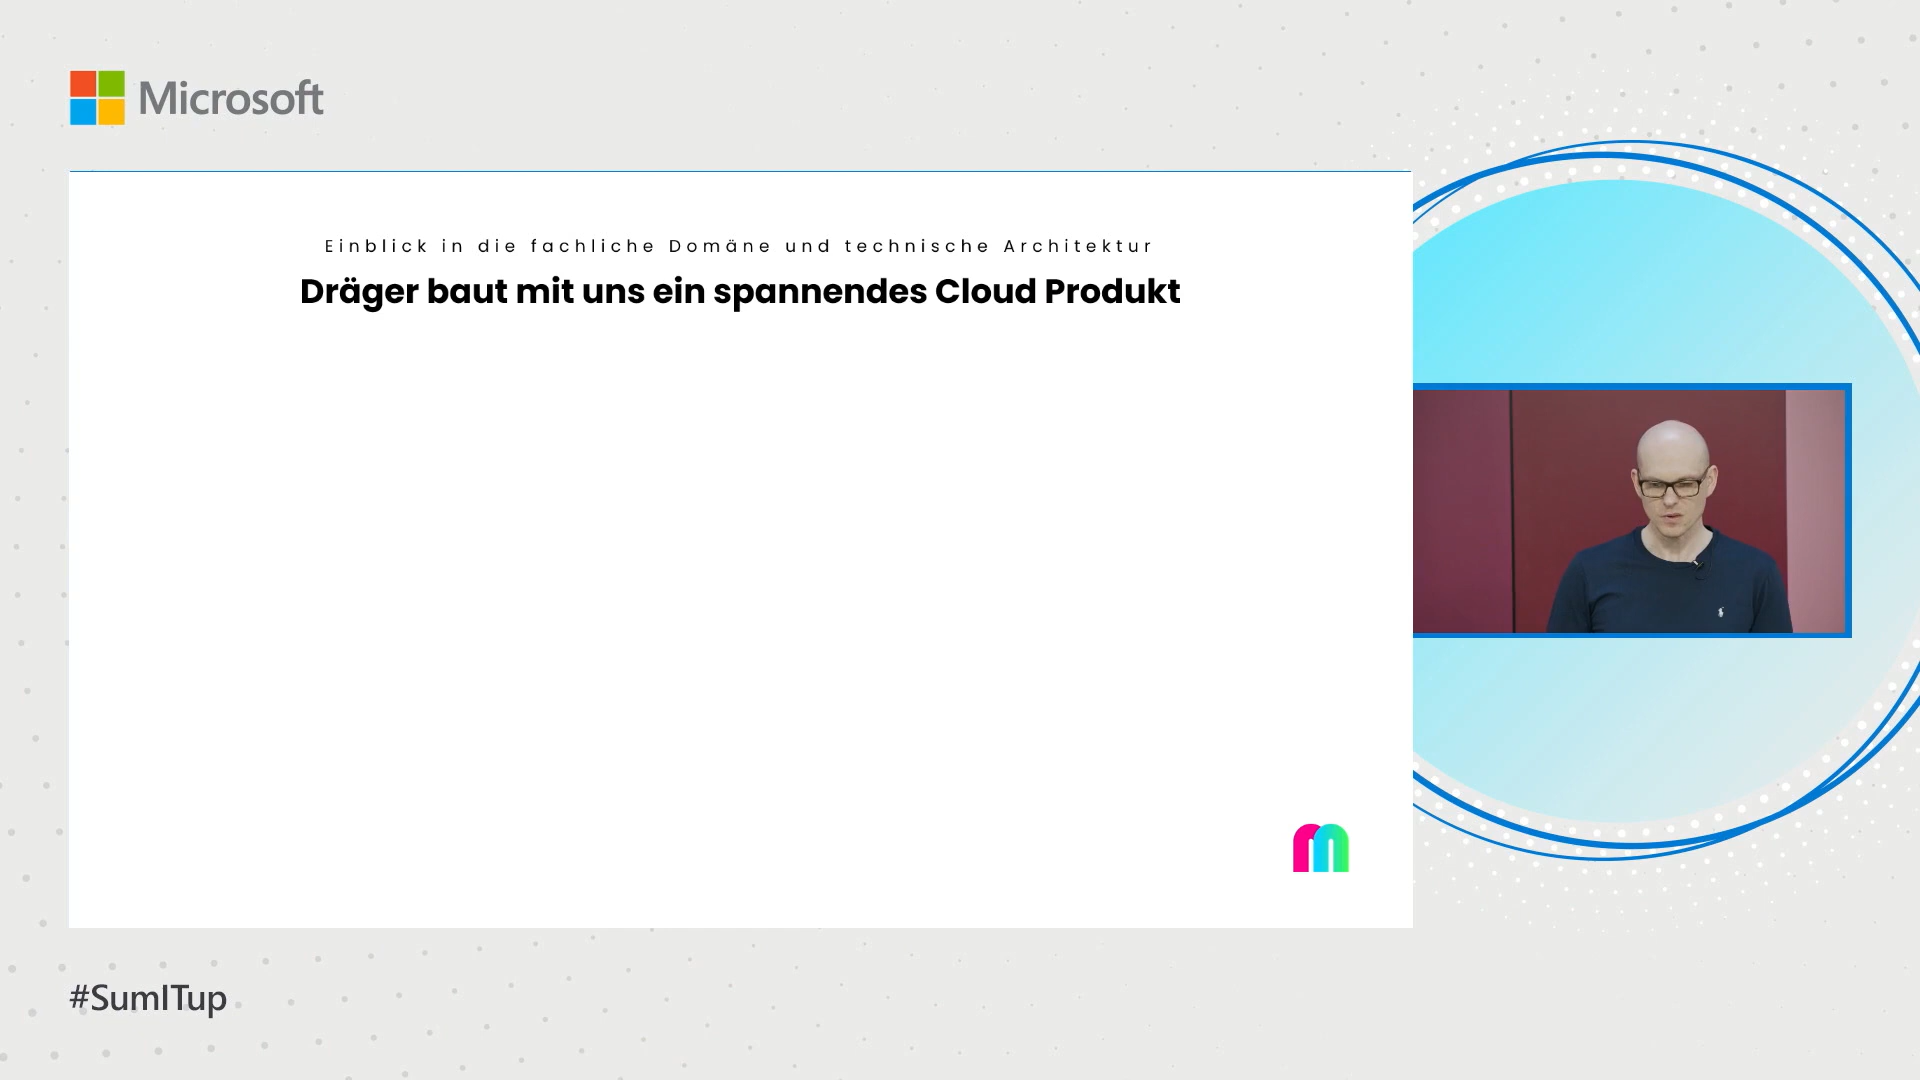 Microsoft
Einblick in die fachliche Domäne und technische Architektur
Dräger baut mit uns ein spannendes Cloud Produkt
#SumITup